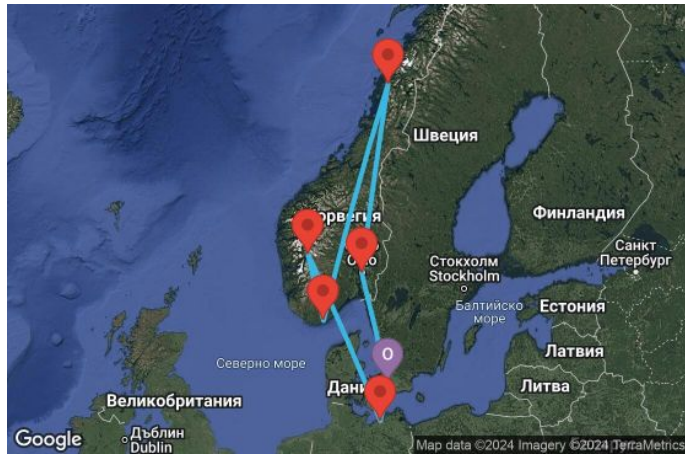 Швеция
Норвегия
Финландия
Санкт
Петербург
Осло
Стокхолм
Stockholm
Балтийско
море
Естония
Северно море
O
Латвия
Дани
Литва
Великобритания
Дъблин
Dublin
Google
Map data ©2024 Imagery ©2024 TerraMetrics